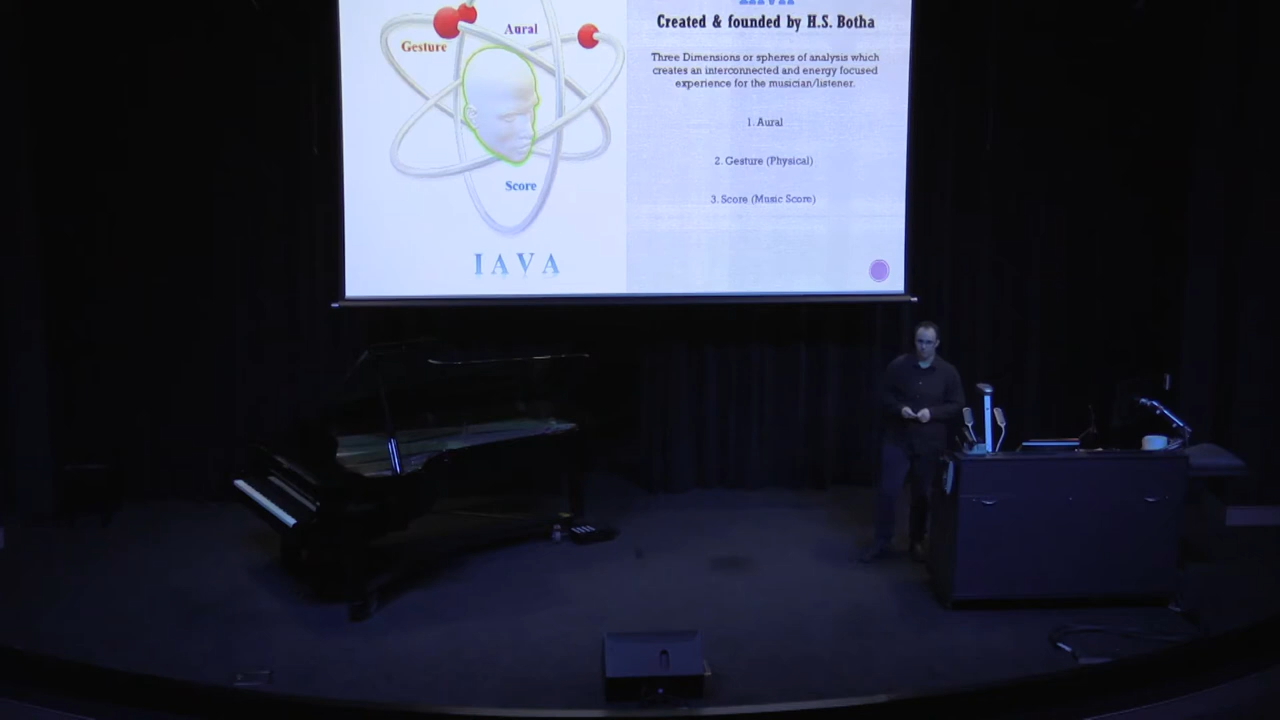 Aural
Gesture
Score
IAVA
IAVA
Created & founded by H.S. Botha
Three Dimensions or spheres of analysis which
creates an interconnected and energy focused
experience for the musician/listener.
1. Aural
2. Gesture (Physical)
3. Score (Music Score)